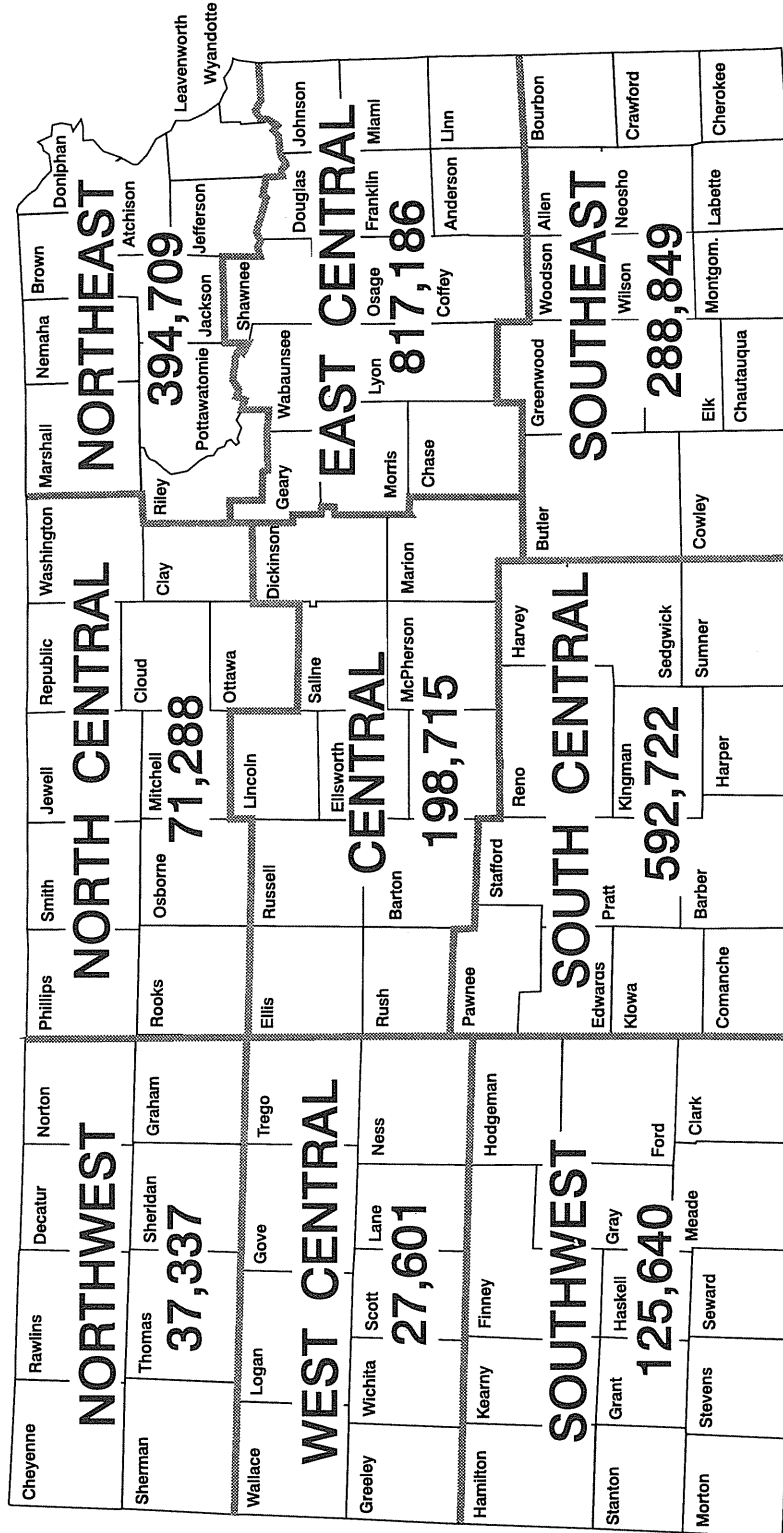 Cheyenne Rawlins Decatur Norton Phillips Smith Jewell Republic Washington Marshall Nemaha Brown Doniphan
NORTHWEST NORTH CENTRAL NORTHEAST
Sherman Thomas Sheridan Graham Rooks Osborne Mitchell Cloud Clay Riley Pottawatomie Jackson Atchison Jefferson Leavenworth Wyandotte
37,337 71,288 394,709
Ottawa
Wallace Logan Gove Trego Ellis Russell Lincoln Saline Dickinson Geary Wabaunsee Shawnee Douglas Johnson
WEST CENTRAL CENTRAL EAST CENTRAL
Ellsworth
Greeley Wichita Scott Lane Ness Rush Barton McPherson Marion Morris Lyon Osage Franklin Miami
27,601 198,715 817,186
Chase Coffey Anderson Linn
Hamilton Kearny Finney Hodgeman Pawnee Stafford Reno Harvey Butler Greenwood Woodson Allen Bourbon
SOUTHWEST SOUTH CENTRAL SOUTHEAST
Stanton Grant Haskell Gray Ford Edwards Pratt Kingman Sedgwick Wilson Neosho Crawford
125,640 592,722 288,849
Kiowa
Morton Stevens Seward Meade Clark Comanche Barber Harper Sumner Cowley Elk Chautauqua Montgom. Labette Cherokee